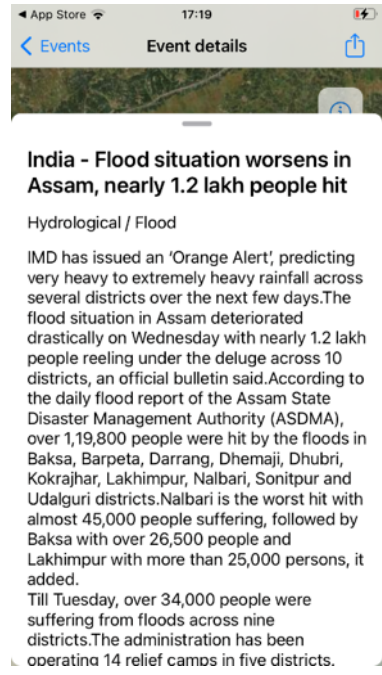 App Store
17:19
Events
Event details
India - Flood situation worsens in
Assam, nearly 1.2 lakh people hit
Hydrological / Flood
IMD has issued an ‘Orange Alert’, predicting
very heavy to extremely heavy rainfall across
several districts over the next few days.The
flood situation in Assam deteriorated
drastically on Wednesday with nearly 1.2 lakh
people reeling under the deluge across 10
districts, an official bulletin said.According to
the daily flood report of the Assam State
Disaster Management Authority (ASDMA),
over 1,19,800 people were hit by the floods in
Baksa, Barpeta, Darrang, Dhemaji, Dhubri,
Kokrajhar, Lakhimpur, Nalbari, Sonitpur and
Udalguri districts.Nalbari is the worst hit with
almost 45,000 people suffering, followed by
Baksa with over 26,500 people and
Lakhimpur with more than 25,000 persons, it
added.
Till Tuesday, over 34,000 people were
suffering from floods across nine
districts.The administration has been
operating 14 relief camps in five districts.